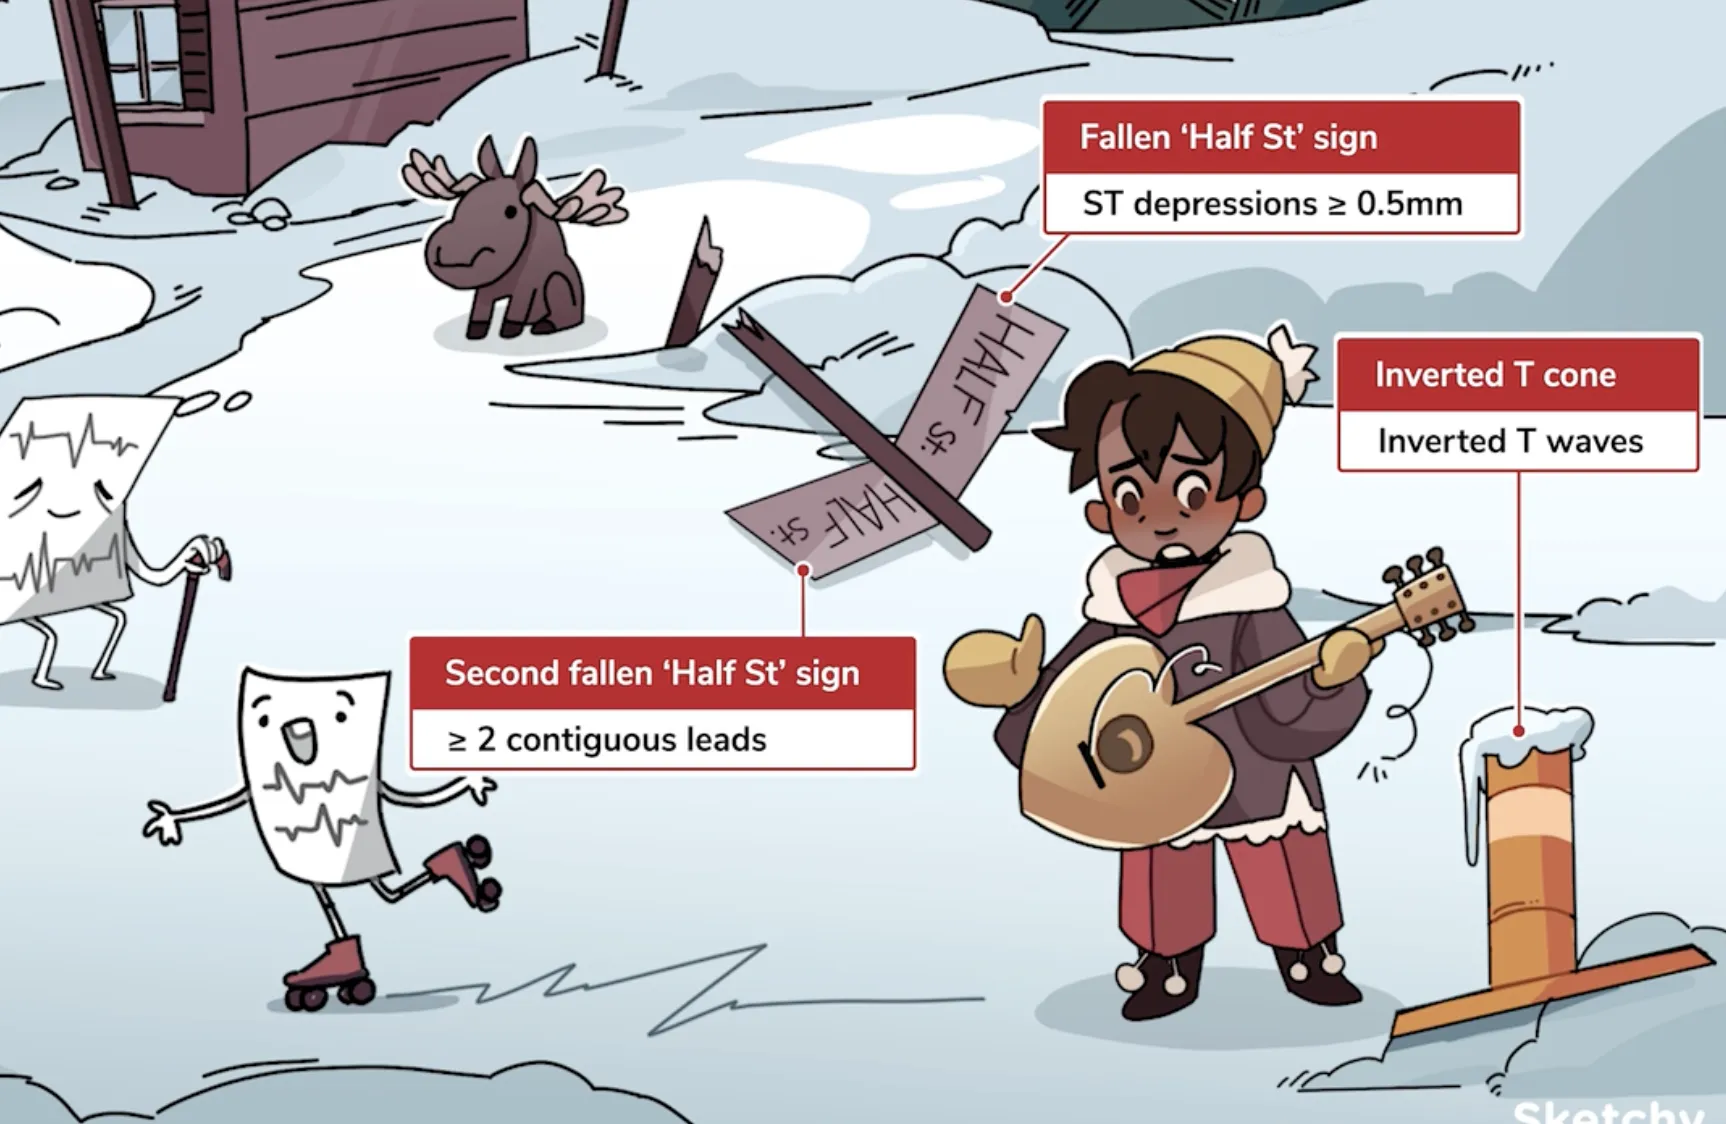 Fallen ‘Half St’ sign
ST depressions ≥ 0.5mm
HALF St.
Inverted T cone
Inverted T waves
HALF St.
Second fallen ‘Half St’ sign
≥ 2 contiguous leads
Sketchy